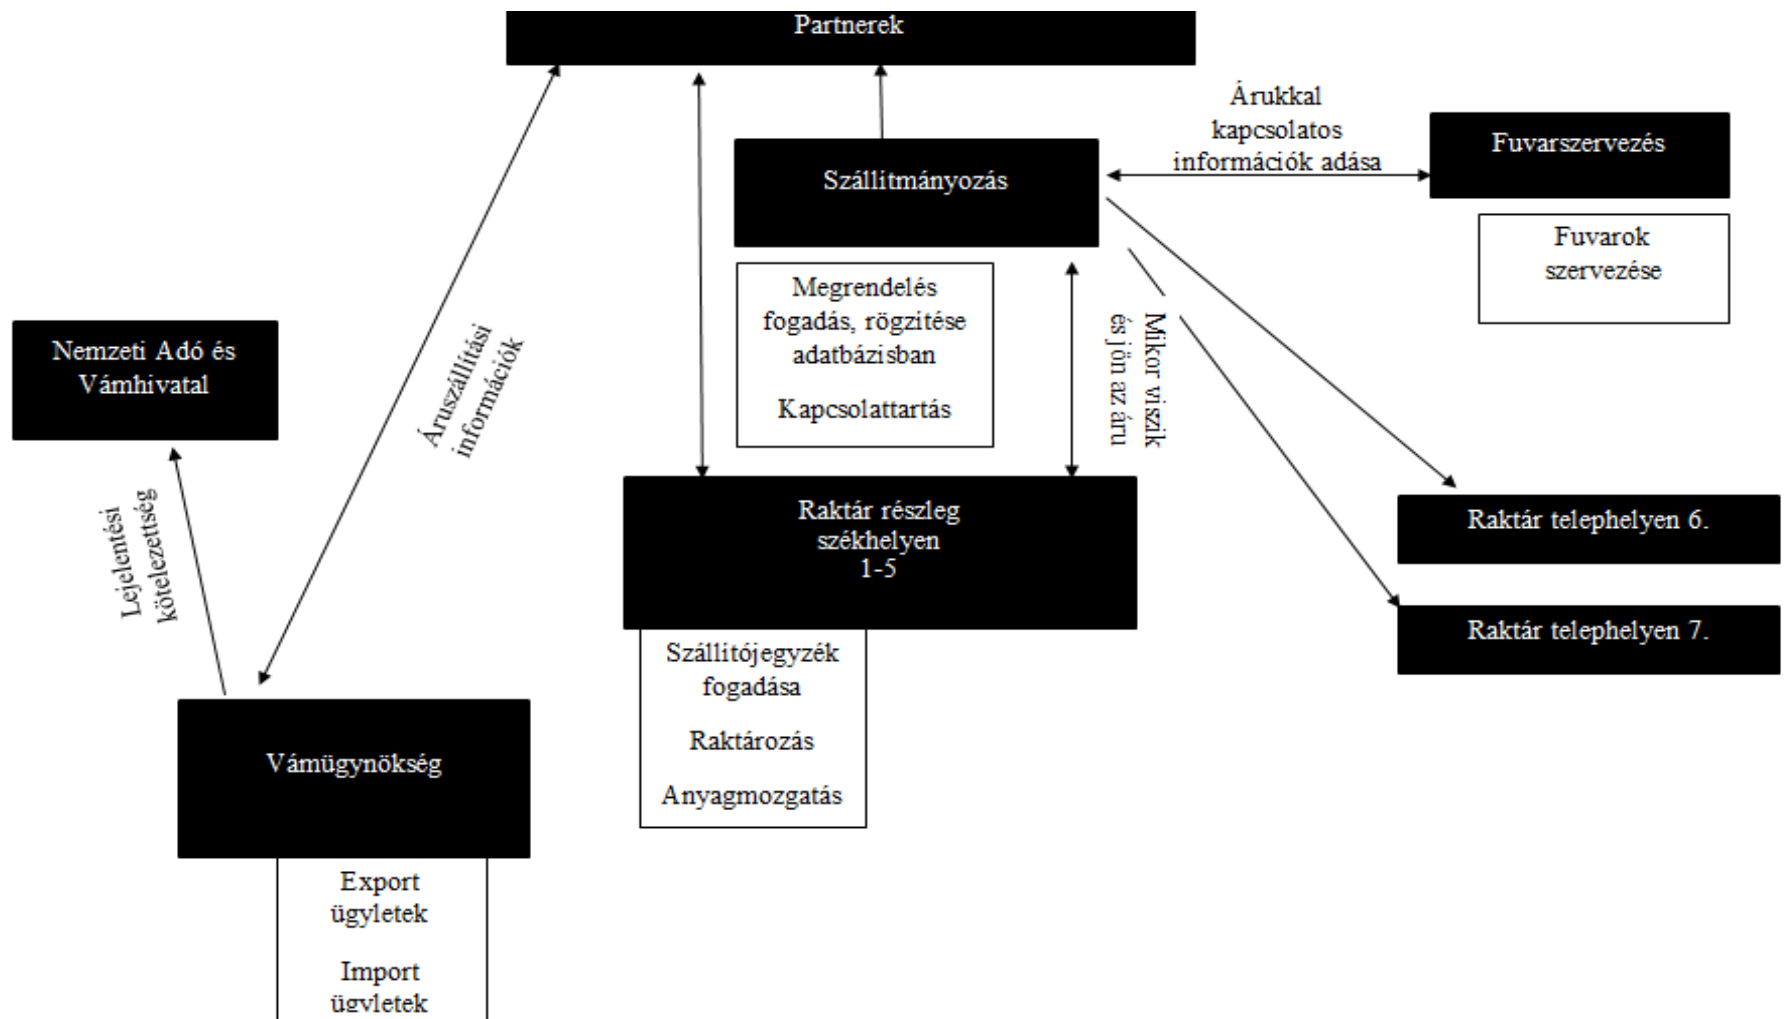 Partnerek
Árukkal
kapcsolatos
információk adása
Fuvarszervezés
Szállítmányozás
Fuvarok
szervezése
Megrendelés
fogadás, rögzítése
adatbázisban
Kapcsolattartás
Mikor viszik
és jön az áru
Áruszállítási
információk
Nemzeti Adó és
Vámhivatal
Lejelentési
kötelezettség
Raktár részleg
székhelyen
1-5
Raktár telephelyen 6.
Raktár telephelyen 7.
Szállítójegyzék
fogadása
Raktározás
Anyagmozgatás
Vámügynökség
Export
ügyletek
Import
ügyletek